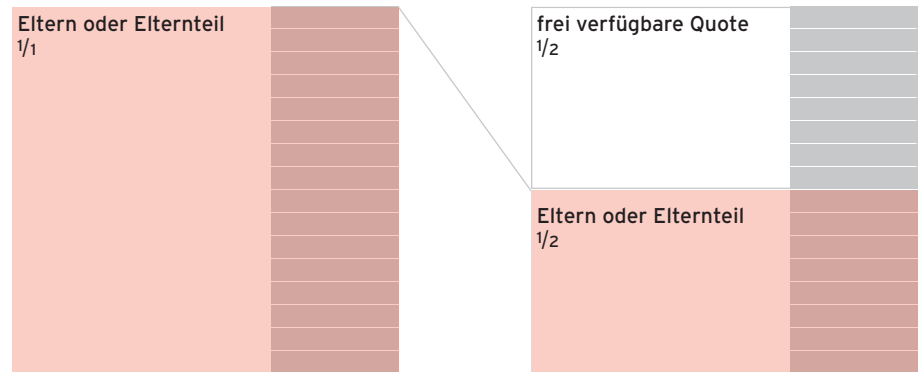 Eltern oder Elternteil
1/1
frei verfügbare Quote
1/2
Eltern oder Elternteil
1/2